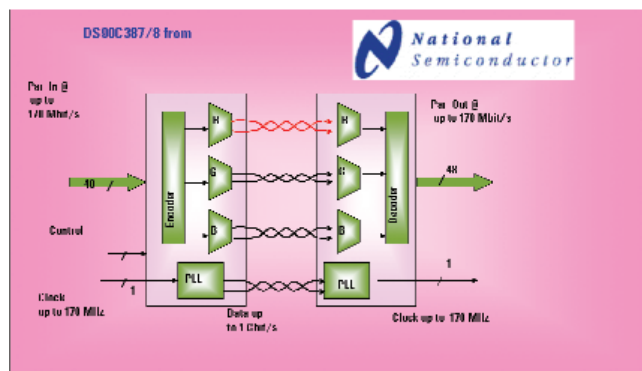 DS90C387/8 from
National
Semiconductor
Par In @
up to
170 Mbit/s
Par Out @
up to 170 Mbit/s
R
R
48
Encoder
G
G
Decoder
Control
B
B
1
PLL
PLL
1
Clock
up to 170 MHz
Data up
to 1 Gbit/s
Clock up to 170 MHz